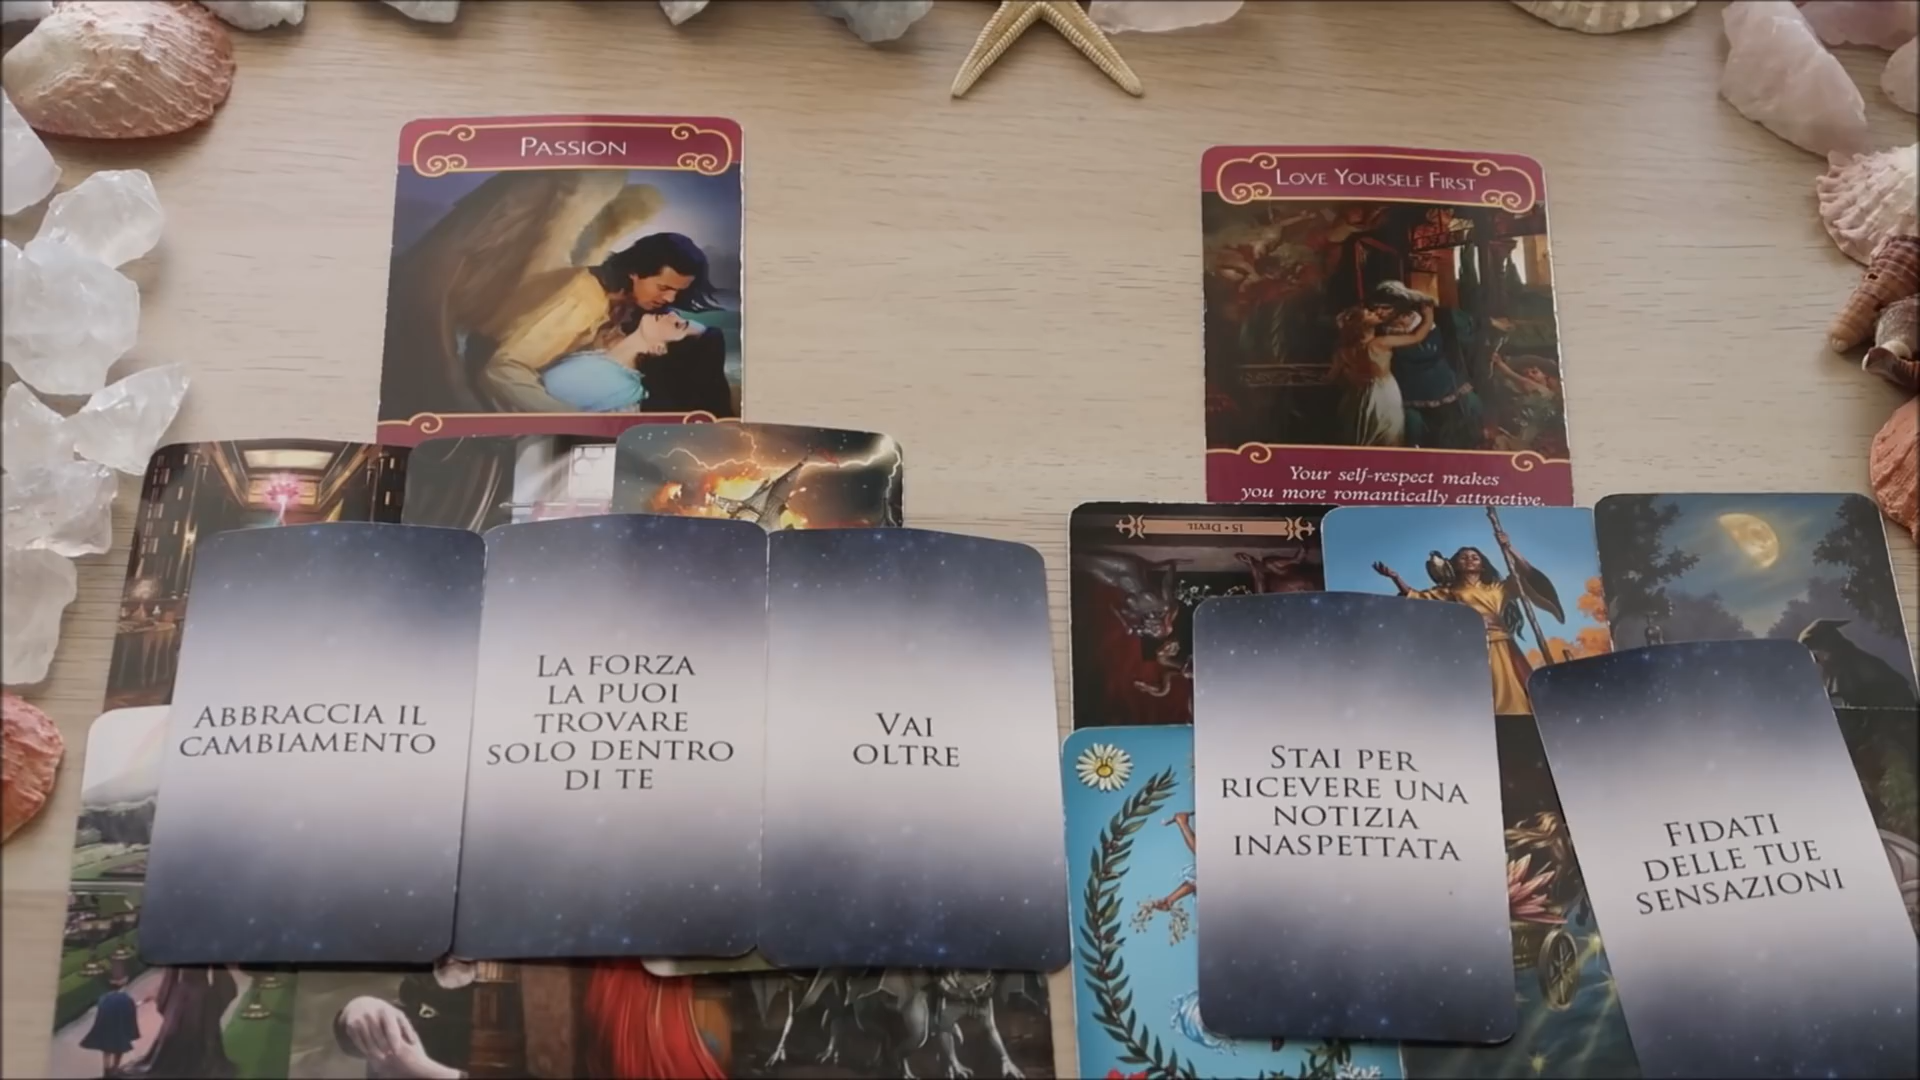 PASSION
LOVE YOURSELF FIRST
Your self-respect makes
you more romantically attractive.
15 • DEVIL
ABBRACCIA IL
CAMBIAMENTO
LA FORZA
LA PUOI
TROVARE
SOLO DENTRO
DI TE
VAI
OLTRE
STAI PER
RICEVERE UNA
NOTIZIA
INASPETTATA
FIDATI
DELLE TUE
SENSAZIONI